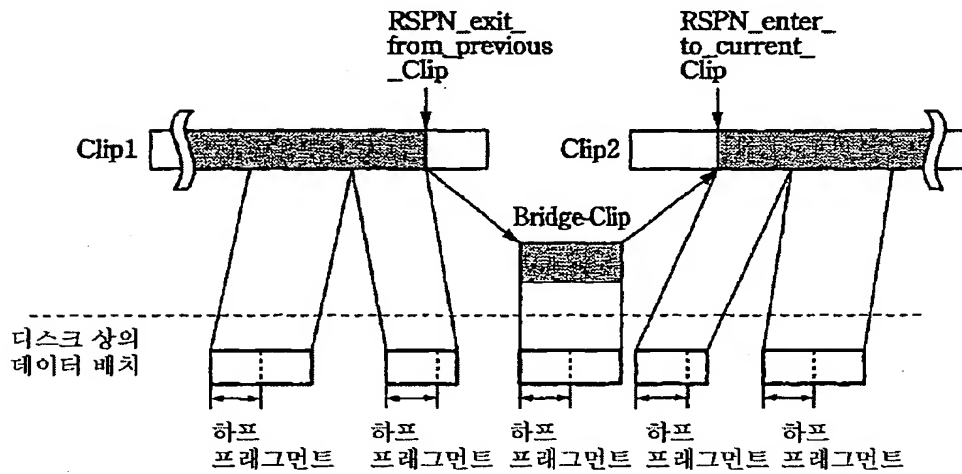 RSPN_exit_
from_previous
_Clip
RSPN_enter_
to_current_
Clip
Clip1
Clip2
Bridge-Clip
디스크 상의
데이터 배치
하프
프래그먼트
하프
프래그먼트
하프
프래그먼트
하프
프래그먼트
하프
프래그먼트